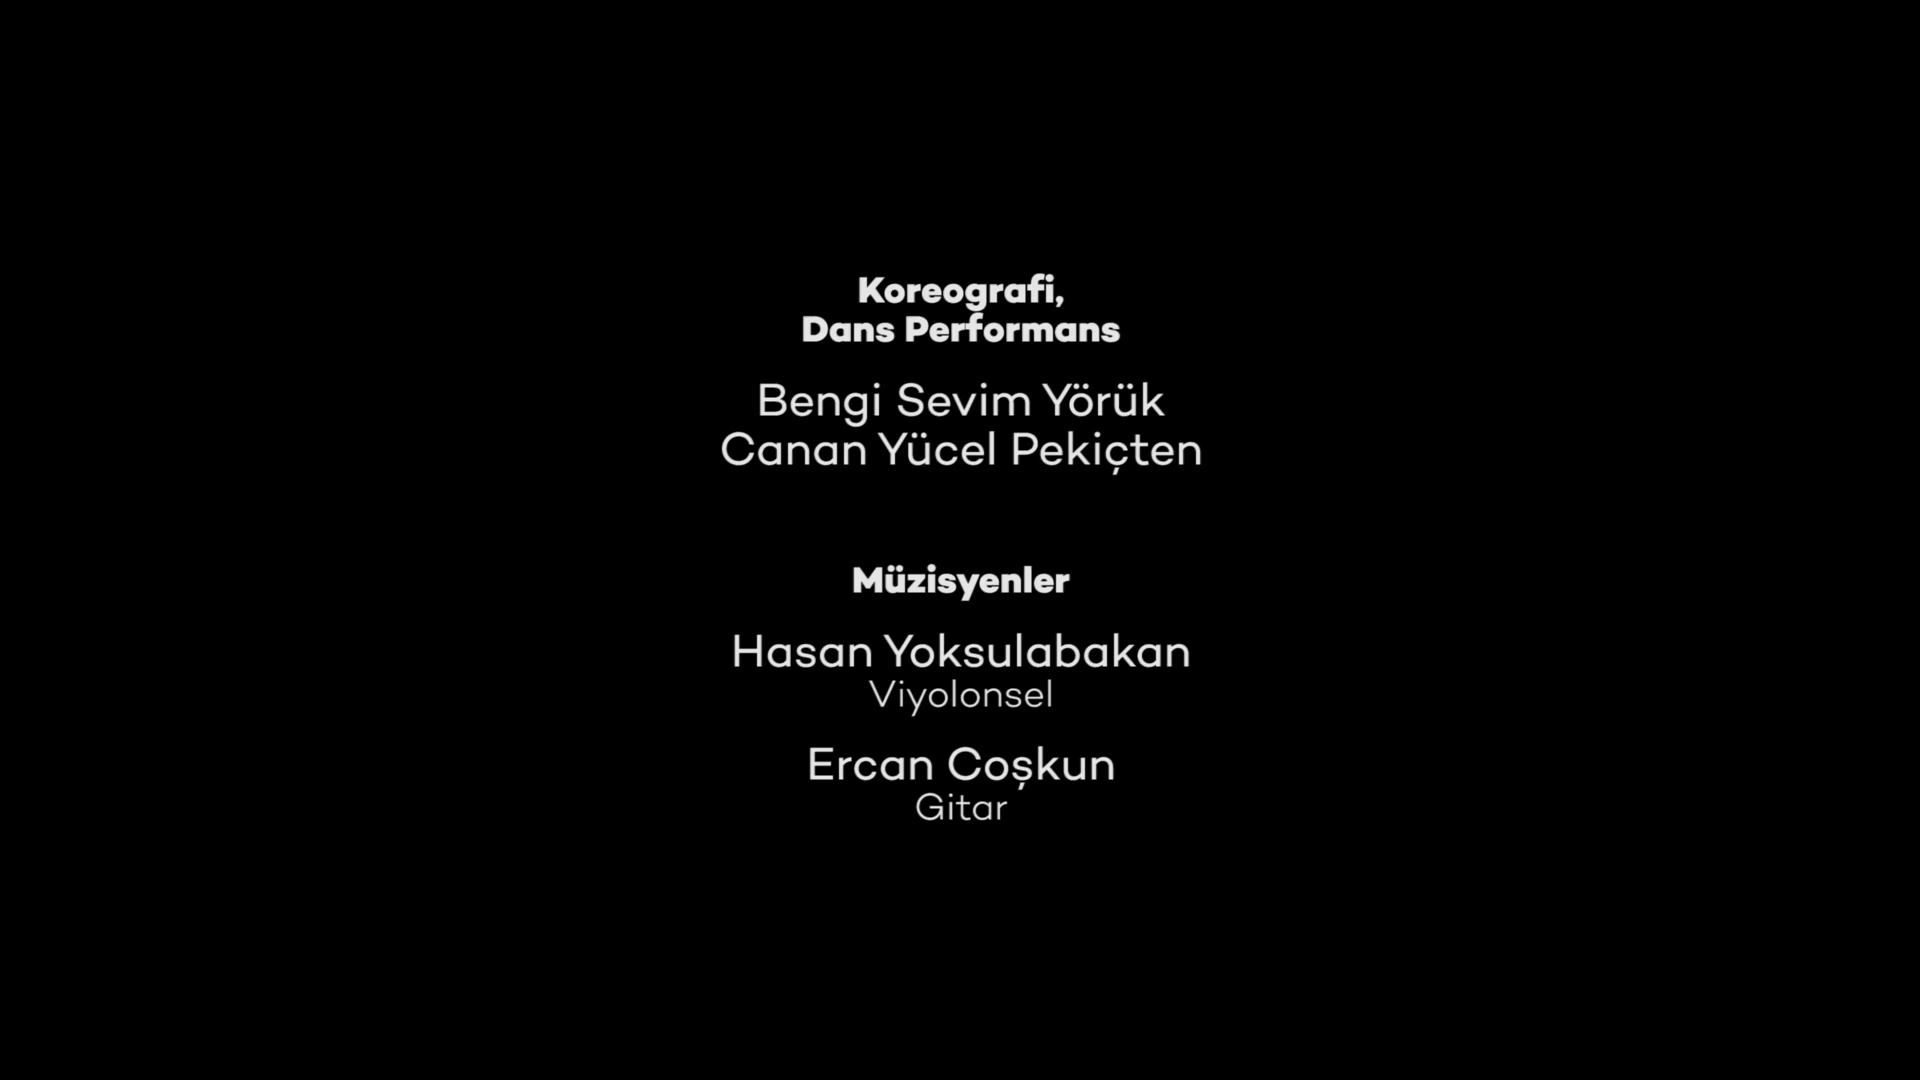 Koreografi,
Dans Performans
Bengi Sevim Yörük
Canan Yücel Pekiçten
Müzisyenler
Hasan Yoksulabakan
Viyolonsel
Ercan Coşkun
Gitar